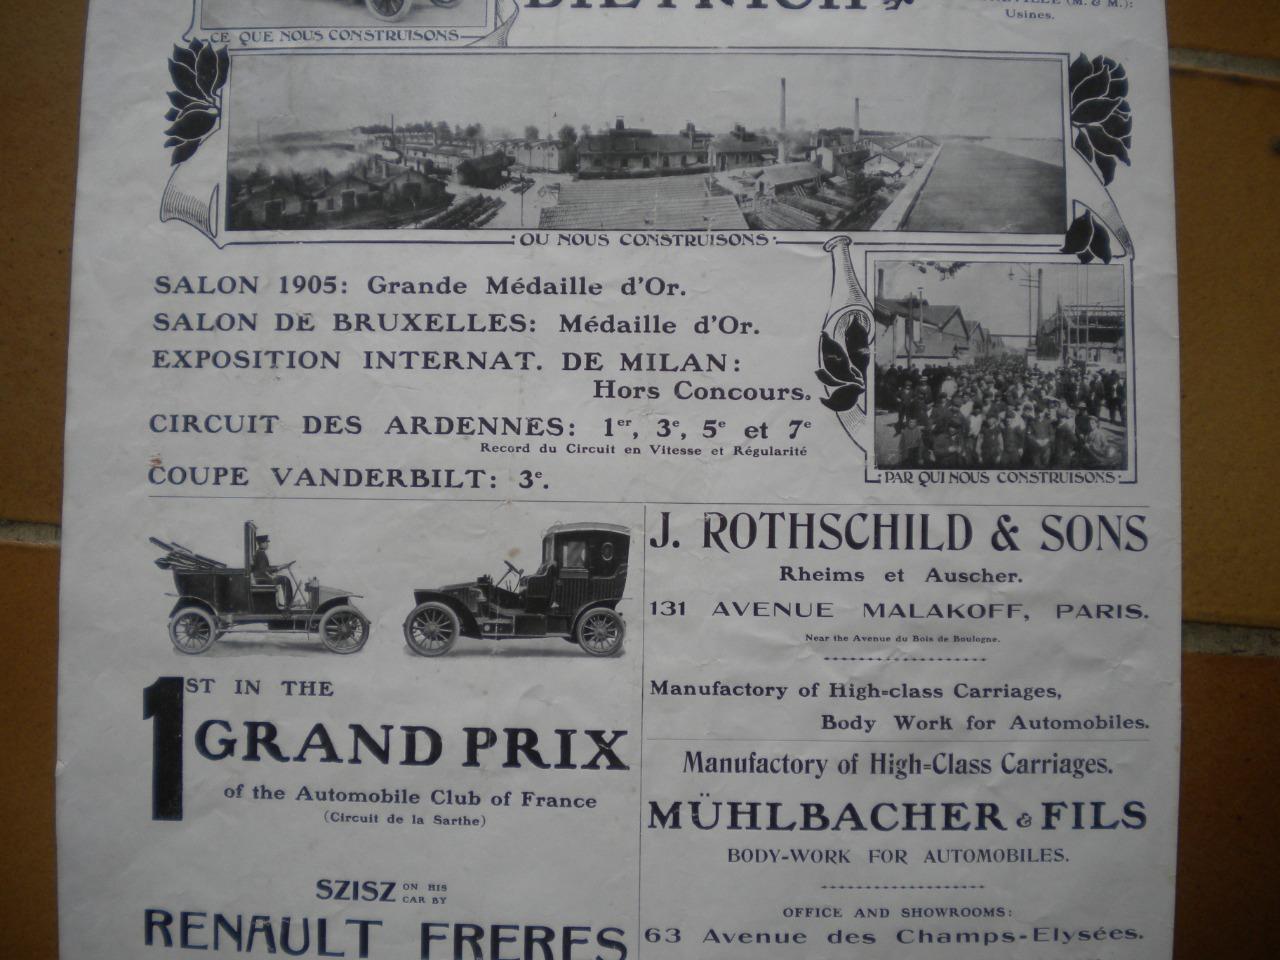 Usines.
CE QUE NOUS CONSTRUISONS
OU NOUS CONSTRUISONS
SALON 1905: Grande Médaille d'Or.
SALON DE BRUXELLES: Médaille d'Or.
EXPOSITION INTERNAT. DE MILAN:
Hors Concours.
CIRCUIT DES ARDENNES: 1er, 3e, 5e et 7e
Record du Circuit en Vitesse et Régularité
COUPE VANDERBILT: 3e.
PAR QUI NOUS CONSTRUISONS
1ST IN THE
GRAND PRIX
of the Automobile Club of France
(Circuit de la Sarthe)
SZISZ ON HIS CAR BY
RENAULT FRERES
J. ROTHSCHILD & SONS
Rheims et Auscher.
131 AVENUE MALAKOFF, PARIS.
Near the Avenue du Bois de Boulogne.
Manufactory of High=class Carriages,
Body Work for Automobiles.
Manufactory of High=Class Carriages.
MÜHLBACHER & FILS
BODY-WORK FOR AUTOMOBILES.
OFFICE AND SHOWROOMS:
63 Avenue des Champs-Elysées.